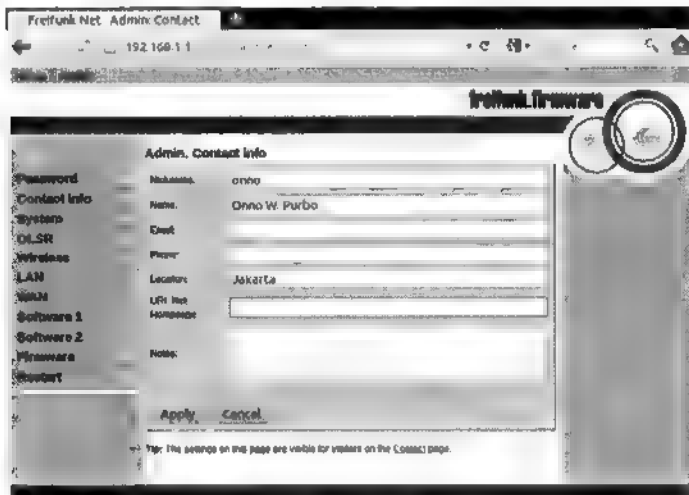 Freifunk.Net Admin: Contact
192.168.1.1
freifunk.firmware
Admin, Contact info
Password
Contact Info
System
OLSR
Wireless
LAN
WAN
Software 1
Software 2
Firmware
Restart
Nickname: onno
Name: Onno W. Purbo
Email:
Phone:
Location: Jakarta
Homepage:
Notes:
Apply Cancel
Tip: The settings on this page are visible for visitors on the Contact page.